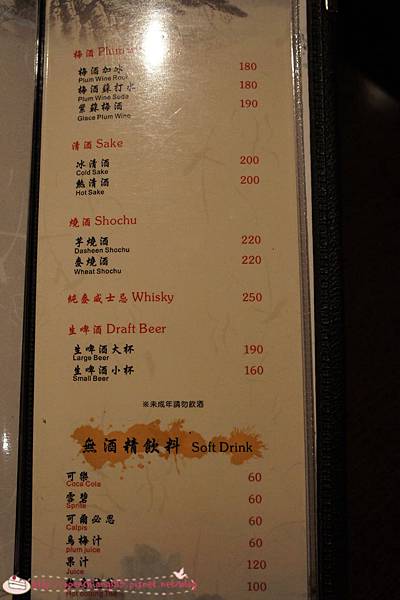 梅酒 Plum
梅酒加冰 180
Plum Wine Rock
梅酒蘇打水 180
Plum Wine Soda
紫蘇梅酒 190
Glace Plum Wine
清酒 Sake
冰清酒 200
Cold Sake
熱清酒 200
Hot Sake
燒酒 Shochu
芋燒酒 220
Dasheen Shochu
麥燒酒 220
Wheat Shochu
純麥威士忌 Whisky 250
生啤酒 Draft Beer
生啤酒大杯 190
Large Beer
生啤酒小杯 160
Small Beer
※未成年請勿飲酒
無酒精飲料 Soft Drink
可樂 60
Coca Cola
雪碧 60
Sprite
可爾必思 60
Calpis
烏梅汁 60
plum juice
果汁 120
Juice
100